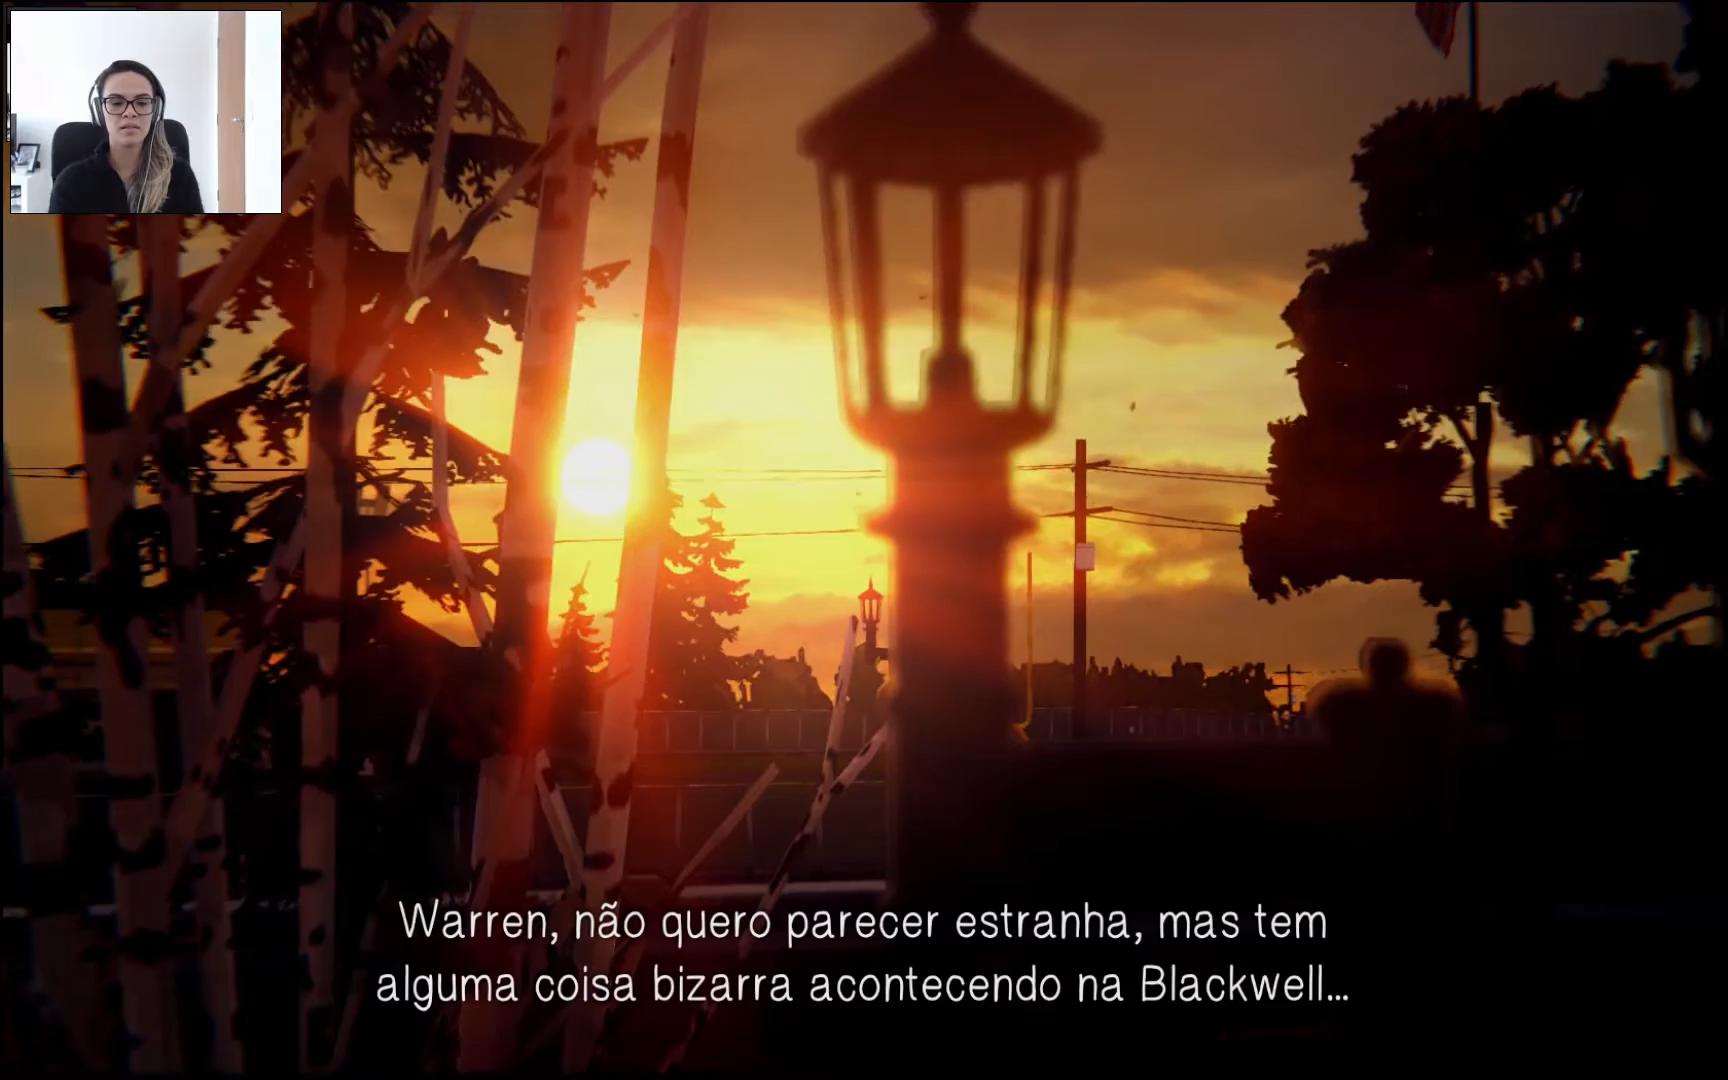 Warren, não quero parecer estranha, mas tem
alguma coisa bizarra acontecendo na Blackwell...